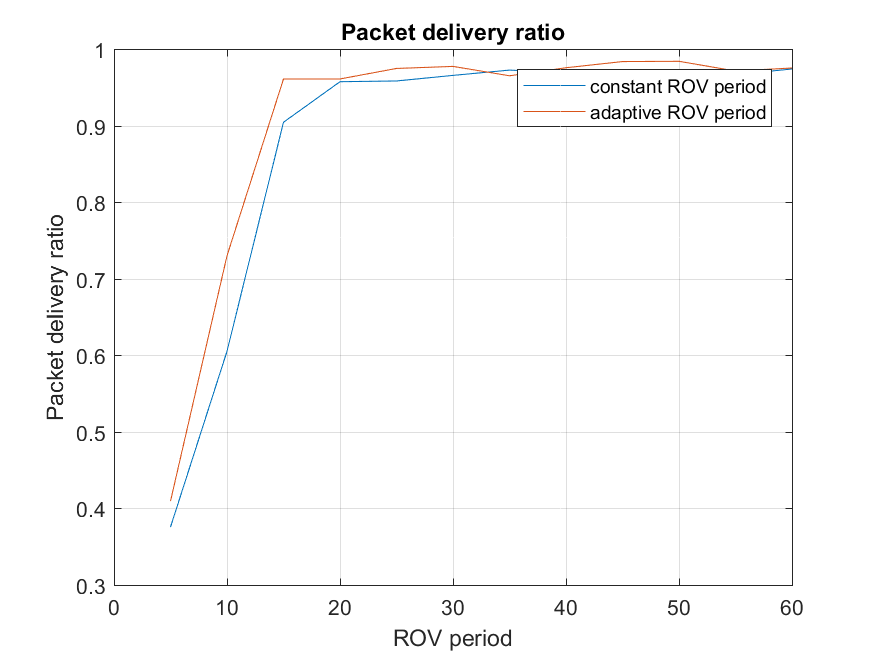 Packet delivery ratio
1
0.9
0.8
0.7
0.6
0.5
0.4
0.3
Packet delivery ratio
constant ROV period
adaptive ROV period
0 10 20 30 40 50 60
ROV period